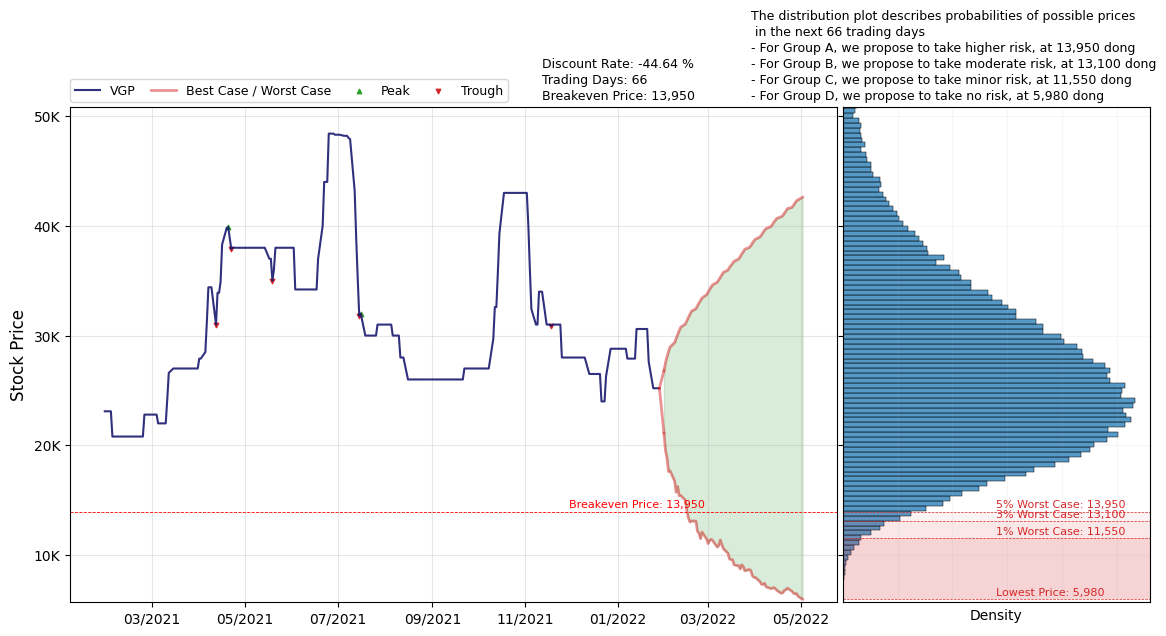 The distribution plot describes probabilities of possible prices
in the next 66 trading days
- For Group A, we propose to take higher risk, at 13,950 dong
- For Group B, we propose to take moderate risk, at 13,100 dong
- For Group C, we propose to take minor risk, at 11,550 dong
- For Group D, we propose to take no risk, at 5,980 dong
Discount Rate: -44.64 %
Trading Days: 66
Breakeven Price: 13,950
VGP Best Case / Worst Case Peak Trough
Stock Price
50K
40K
30K
20K
10K
Breakeven Price: 13,950
5% Worst Case: 13,950
3% Worst Case: 13,100
1% Worst Case: 11,550
Lowest Price: 5,980
03/2021 05/2021 07/2021 09/2021 11/2021 01/2022 03/2022 05/2022
Density